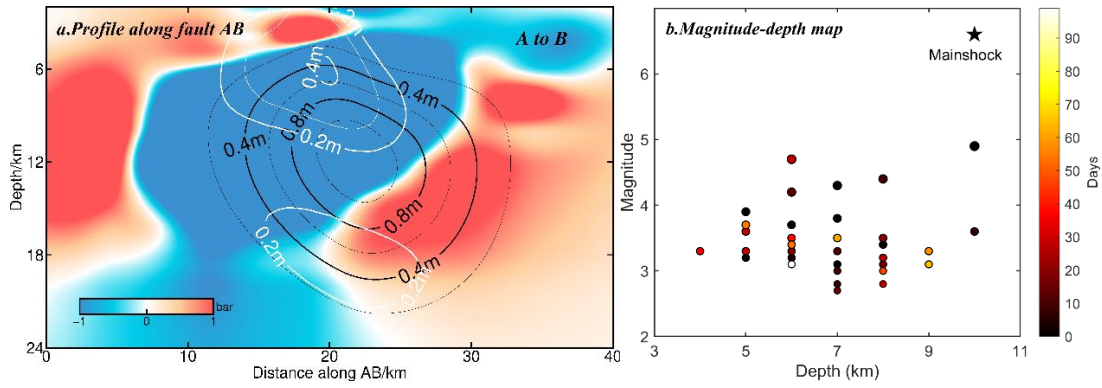 a.Profile along fault AB
A to B
0.2m
0.4m
0.8m
0.4m
0.4m
0.2m
0.8m
0.2m
0.4m
0.2m
6
12
18
24
Depth/km
-1
0
1
bar
0
10
20
30
40
Distance along AB/km
b.Magnitude-depth map
Mainshock
6
5
4
3
2
Magnitude
3
5
7
9
11
Depth (km)
90
80
70
60
50
40
30
20
10
0
Days